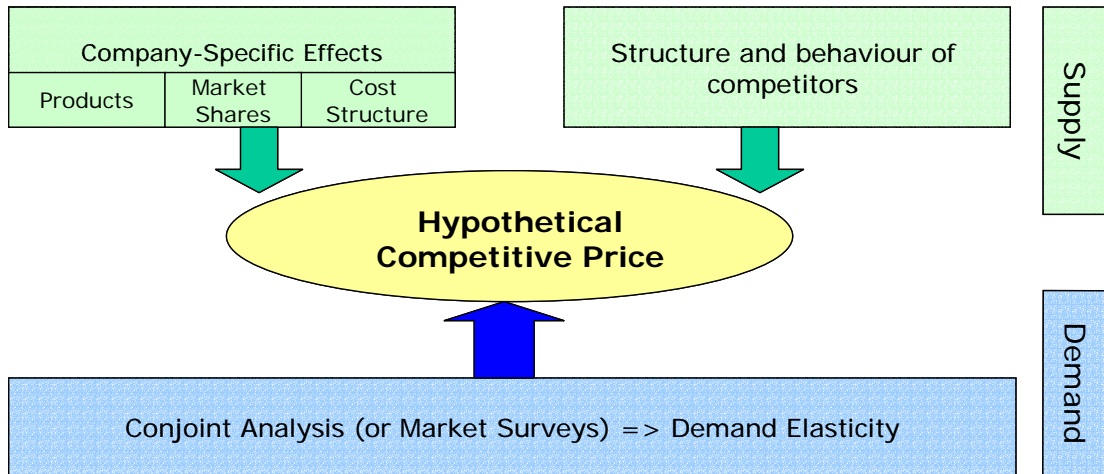 Company-Specific Effects
Products
Market
Shares
Cost
Structure
Structure and behaviour of
competitors
Supply
Hypothetical
Competitive Price
Conjoint Analysis (or Market Surveys) => Demand Elasticity
Demand